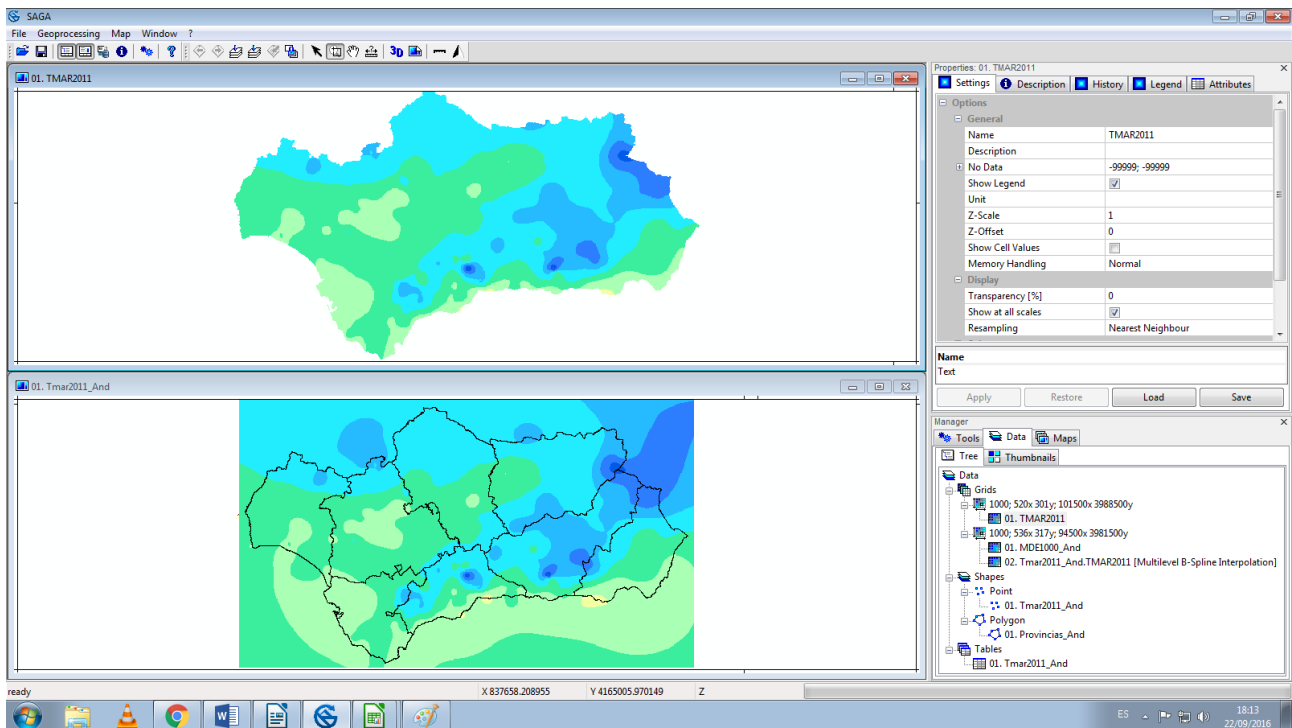 SAGA
File Geoprocessing Map Window ?
3D
01. TMAR2011
01. Tmar2011_And
Properties: 01. TMAR2011
Settings Description History Legend Attributes
Options
General
Name TMAR2011
Description
No Data -99999; -99999
Show Legend
Unit
Z-Scale 1
Z-Offset 0
Show Cell Values
Memory Handling Normal
Display
Transparency [%] 0
Show at all scales
Resampling Nearest Neighbour
Name
Text
Apply Restore Load Save
Manager
Tools Data Maps
Tree Thumbnails
Data
Grids
1000; 520x 301y; 101500x 3988500y
01. TMAR2011
1000; 536x 317y; 94500x 3981500y
01. MDE1000_And
02. Tmar2011_And.TMAR2011 [Multilevel B-Spline Interpolation]
Shapes
Point
01. Tmar2011_And
Polygon
01. Provincias_And
Tables
01. Tmar2011_And
ready X 837658.208955 Y 4165005.970149 Z
ES 18:13
22/09/2016